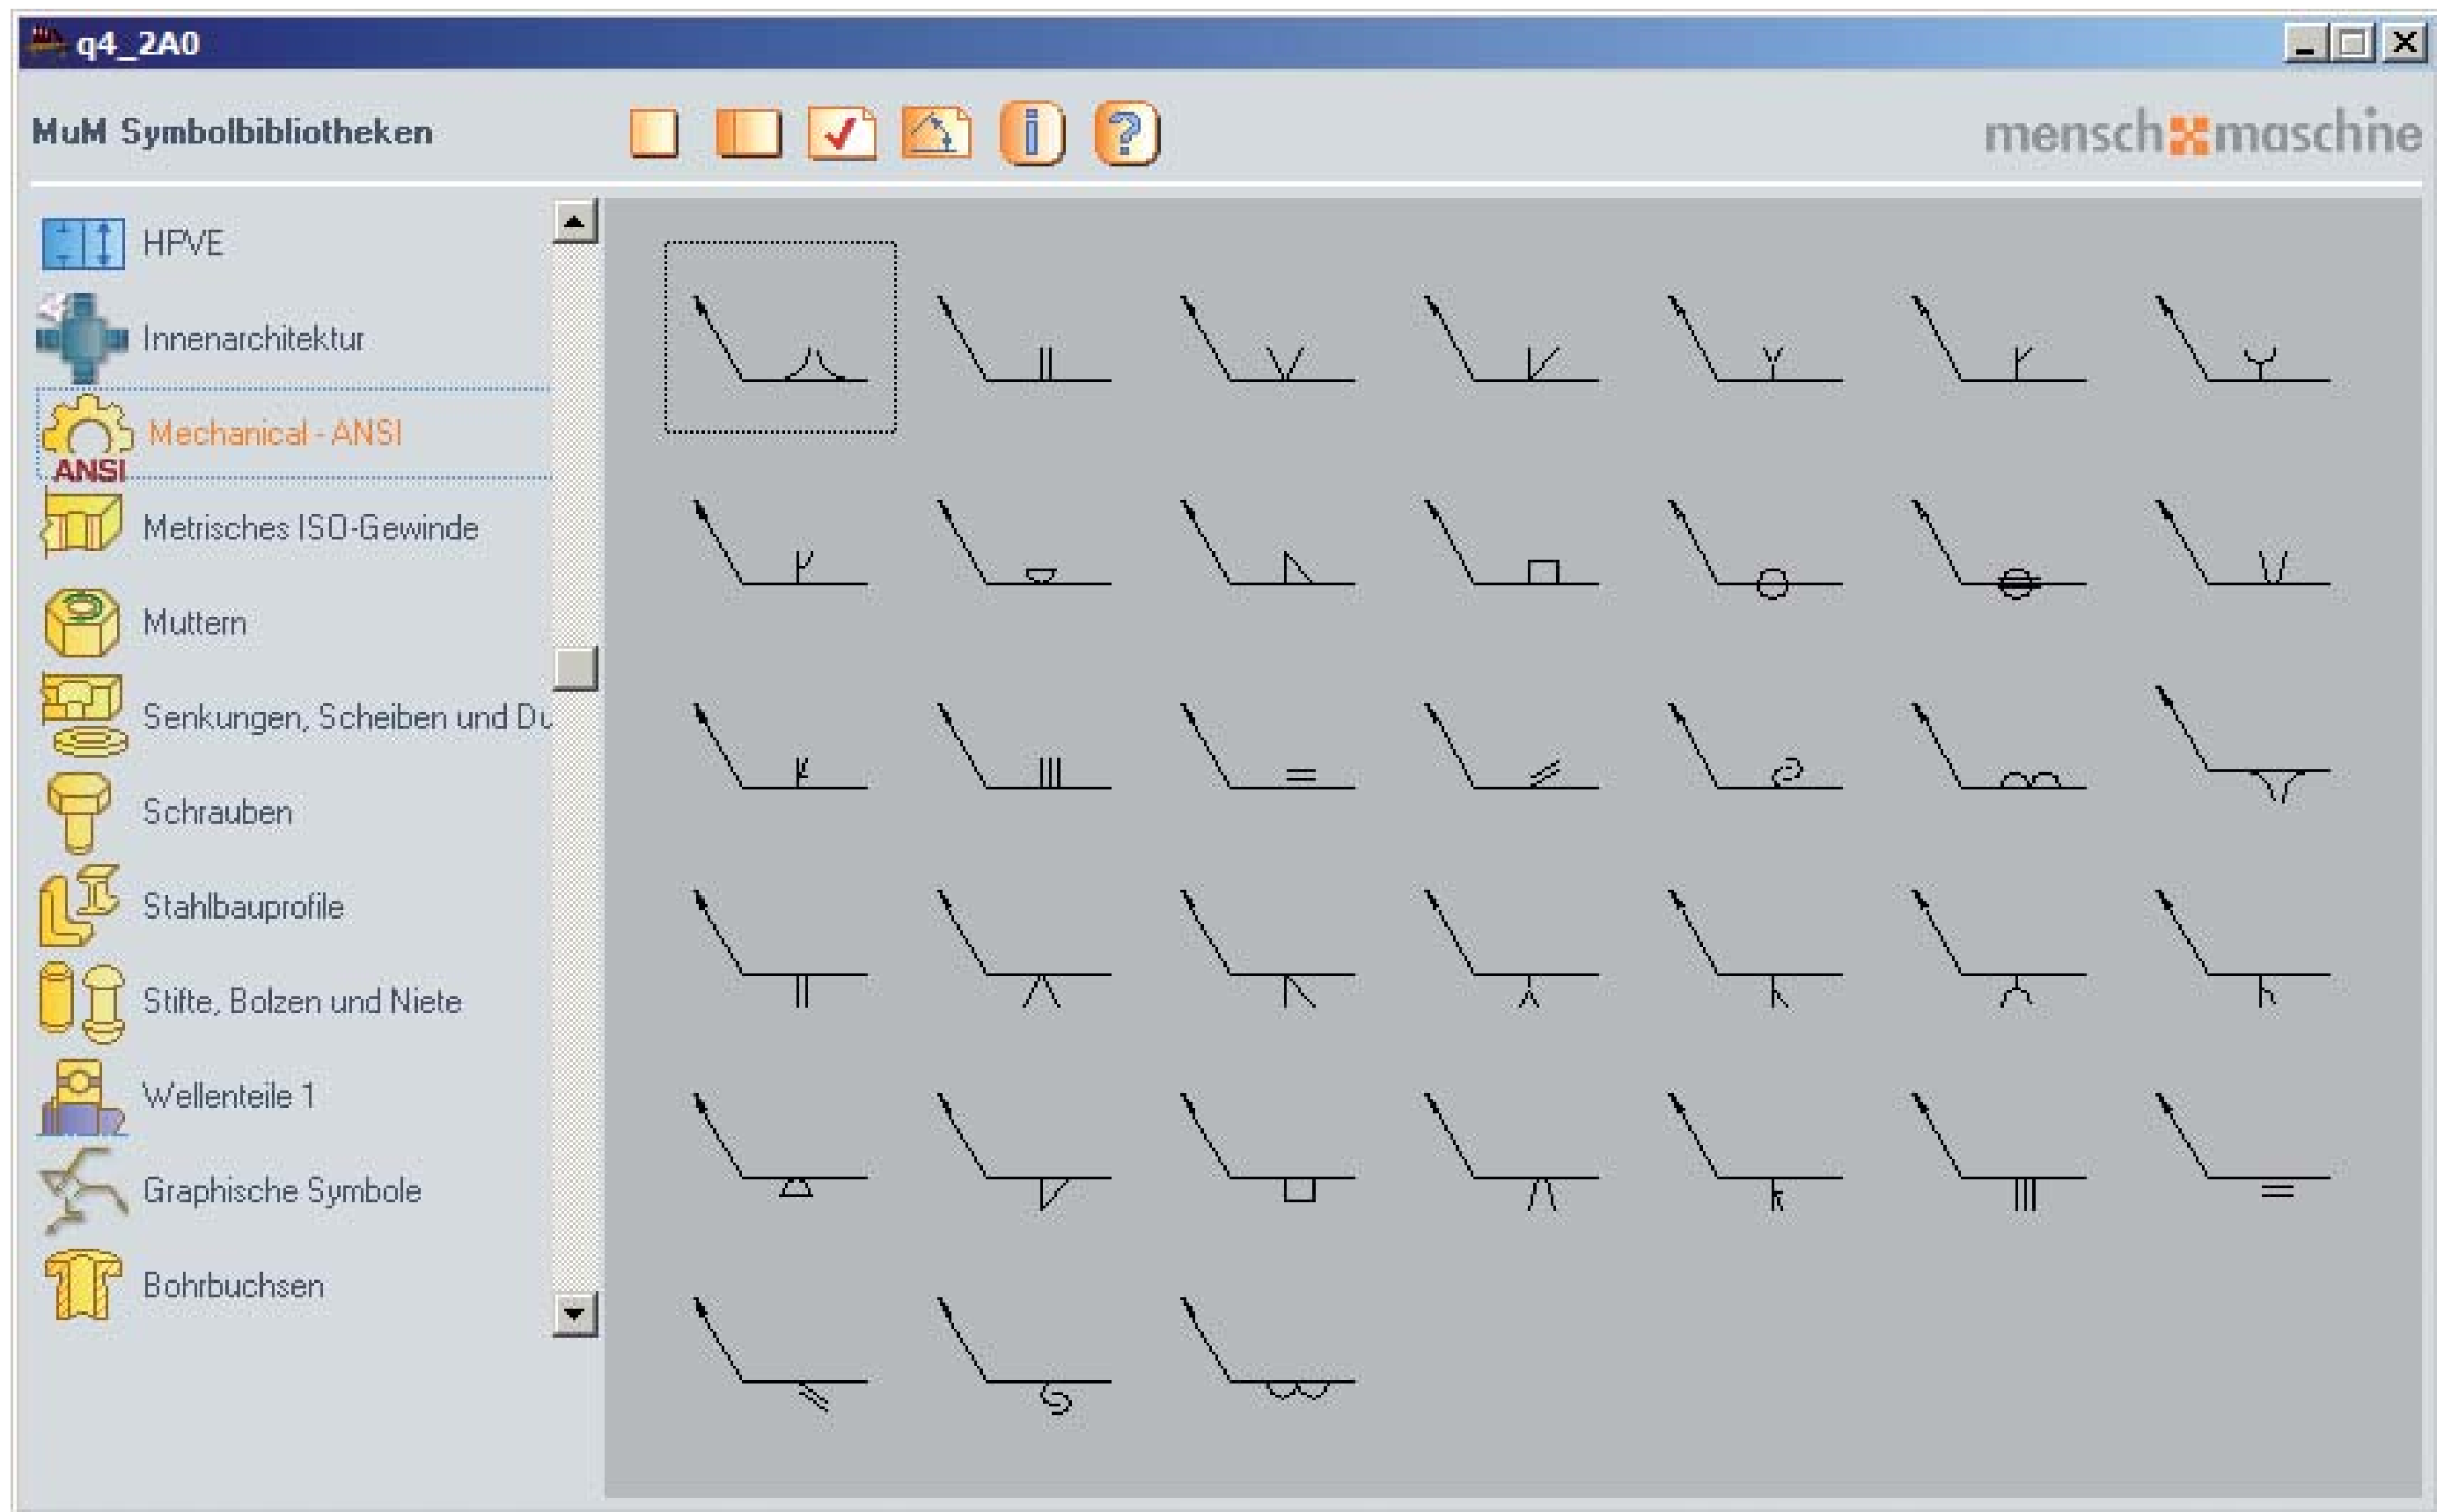 q4_2A0
MuM Symbolbibliotheken
mensch maschine
HPVE
Innenarchitektur
Mechanical - ANSI
ANSI
Metrisches ISO-Gewinde
Muttern
Senkungen, Scheiben und Du
Schrauben
Stahlbauprofile
Stifte, Bolzen und Niete
Wellenteile 1
Graphische Symbole
Bohrbuchsen